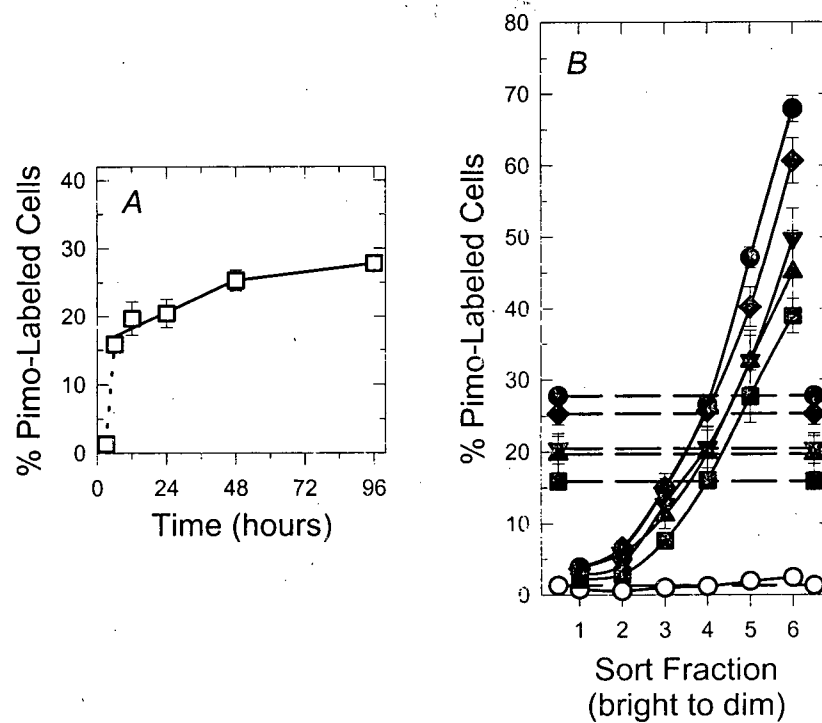 A
% Pimo-Labeled Cells
40
30
20
10
0
0 24 48 72 96
Time (hours)
B
% Pimo-Labeled Cells
80
70
60
50
40
30
20
10
0
1 2 3 4 5 6
Sort Fraction
(bright to dim)